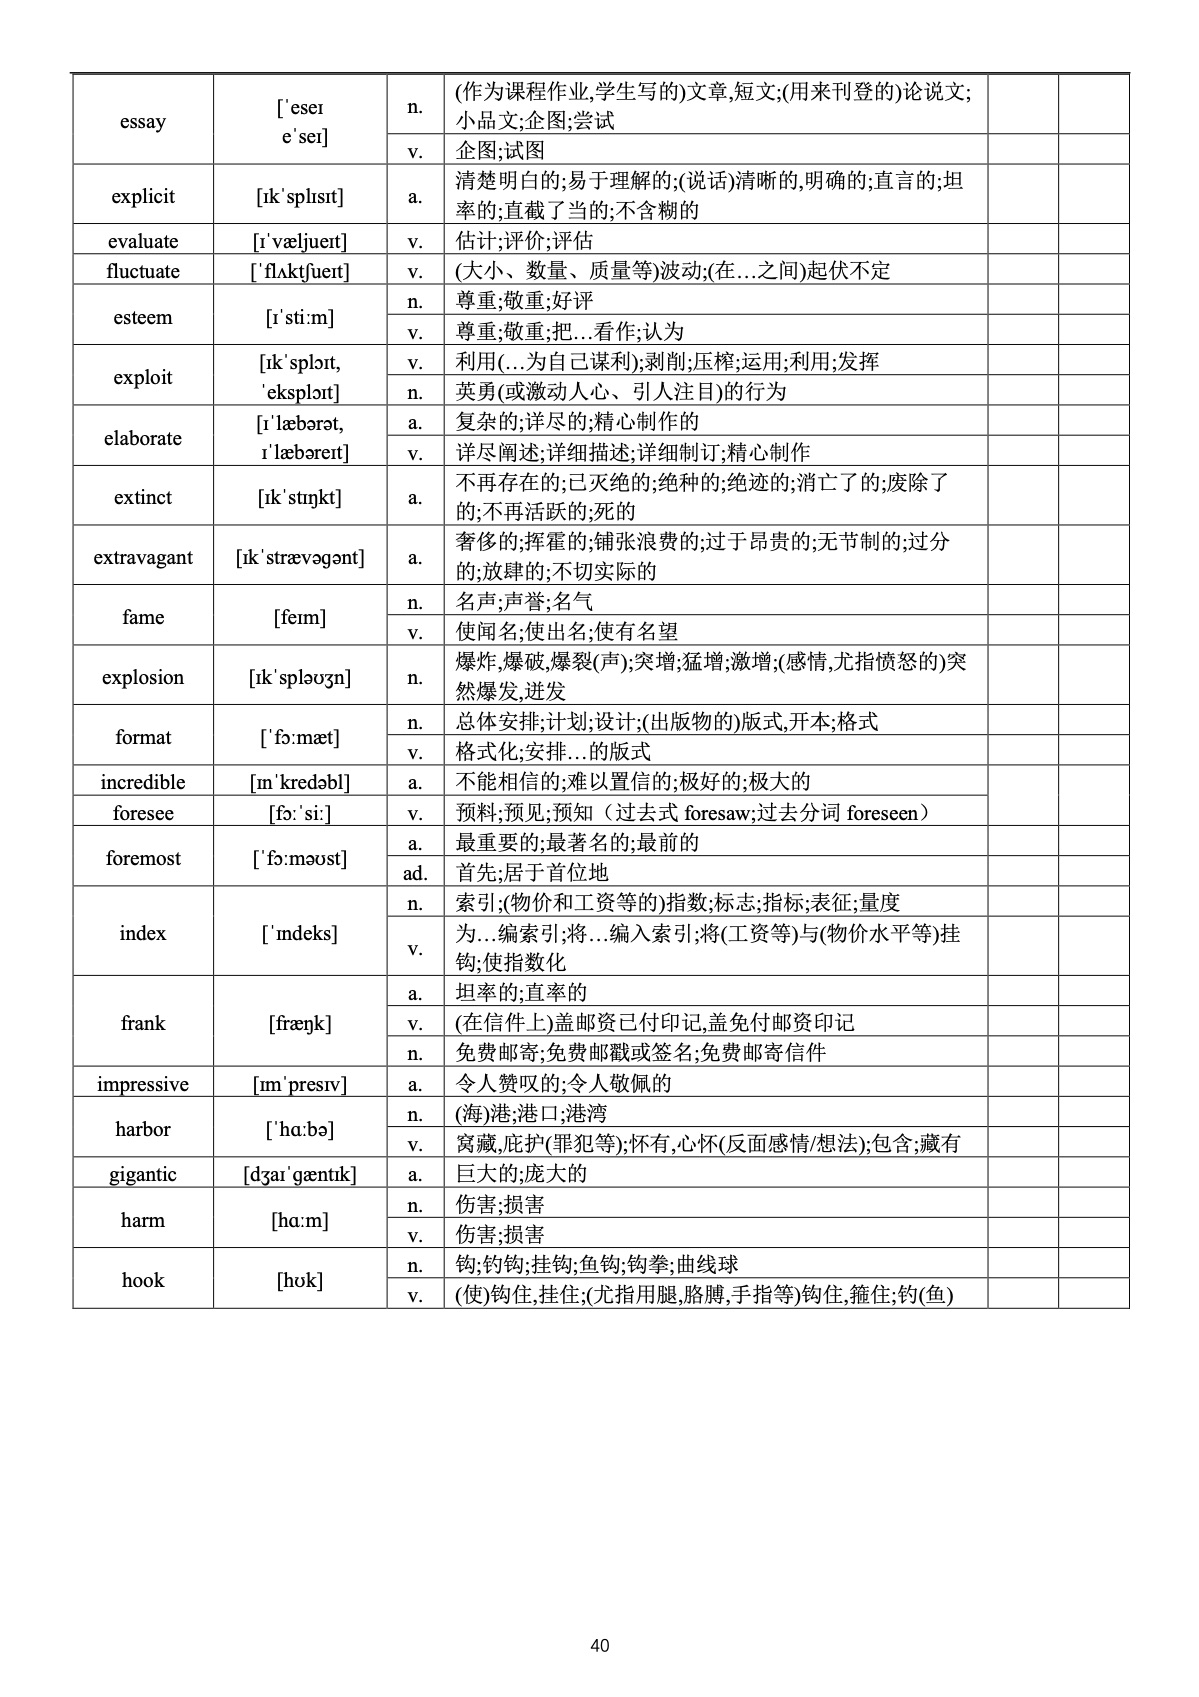 essay [ˈeseɪ eˈseɪ] n. (作为课程作业,学生写的)文章,短文;(用来刊登的)论说文;
小品文;企图;尝试
v. 企图;试图
explicit [ɪkˈsplɪsɪt] a. 清楚明白的;易于理解的;(说话)清晰的,明确的;直言的;坦
率的;直截了当的;不含糊的
evaluate [ɪˈvæljueɪt] v. 估计;评价;评估
fluctuate [ˈflʌktʃueɪt] v. (大小、数量、质量等)波动;(在…之间)起伏不定
esteem [ɪˈstiːm] n. 尊重;敬重;好评
v. 尊重;敬重;把…看作;认为
exploit [ɪkˈsplɔɪt, v. 利用(…为自己谋利);剥削;压榨;运用;利用;发挥
ˈeksplɔɪt] n. 英勇(或激动人心、引人注目)的行为
elaborate [ɪˈlæbərət, a. 复杂的;详尽的;精心制作的
ɪˈlæbəreɪt] v. 详尽阐述;详细描述;详细制订;精心制作
extinct [ɪkˈstɪŋkt] a. 不再存在的;已灭绝的;绝种的;绝迹的;消亡了的;废除了
的;不再活跃的;死的
extravagant [ɪkˈstrævəɡənt] a. 奢侈的;挥霍的;铺张浪费的;过于昂贵的;无节制的;过分
的;放肆的;不切实际的
fame [feɪm] n. 名声;声誉;名气
v. 使闻名;使出名;使有名望
explosion [ɪkˈspləʊʒn] n. 爆炸,爆破,爆裂(声);突增;猛增;激增;(感情,尤指愤怒的)突
然爆发,迸发
format [ˈfɔːmæt] n. 总体安排;计划;设计;(出版物的)版式,开本;格式
v. 格式化;安排…的版式
incredible [ɪnˈkredəbl] a. 不能相信的;难以置信的;极好的;极大的
foresee [fɔːˈsiː] v. 预料;预见;预知（过去式 foresaw;过去分词 foreseen）
foremost [ˈfɔːməʊst] a. 最重要的;最著名的;最前的
ad. 首先;居于首位地
index [ˈɪndeks] n. 索引;(物价和工资等的)指数;标志;指标;表征;量度
v. 为…编索引;将…编入索引;将(工资等)与(物价水平等)挂
钩;使指数化
frank [fræŋk] a. 坦率的;直率的
v. (在信件上)盖邮资已付印记,盖免付邮资印记
n. 免费邮寄;免费邮戳或签名;免费邮寄信件
impressive [ɪmˈpresɪv] a. 令人赞叹的;令人敬佩的
harbor [ˈhɑːbə] n. (海)港;港口;港湾
v. 窝藏,庇护(罪犯等);怀有,心怀(反面感情/想法);包含;藏有
gigantic [dʒaɪˈɡæntɪk] a. 巨大的;庞大的
harm [hɑːm] n. 伤害;损害
v. 伤害;损害
hook [hʊk] n. 钩;钓钩;挂钩;鱼钩;钩拳;曲线球
v. (使)钩住,挂住;(尤指用腿,胳膊,手指等)钩住,箍住;钓(鱼)
40